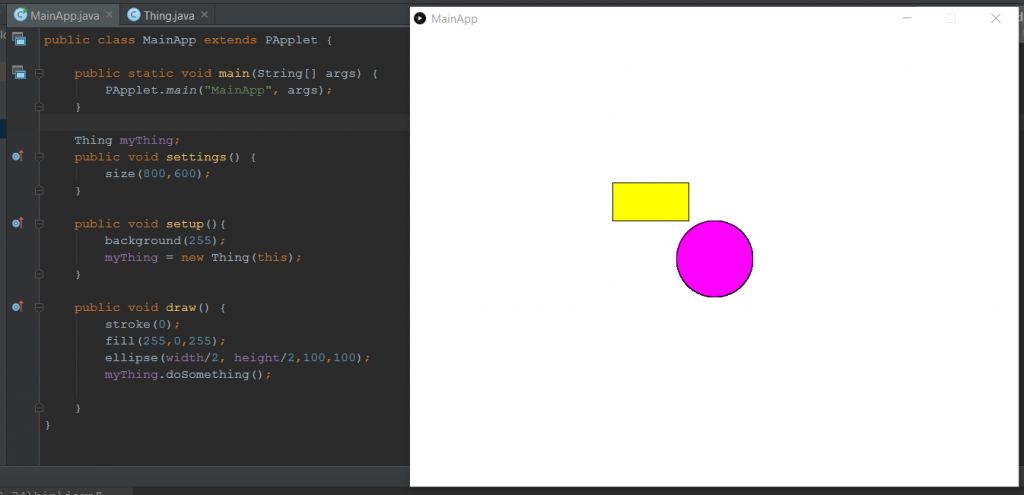 MainApp.java × Thing.java ×
MainApp
public class MainApp extends PApplet {
public static void main(String[] args) {
PApplet.main("MainApp", args);
}
Thing myThing;
public void settings() {
size(800,600);
}
public void setup(){
background(255);
myThing = new Thing(this);
}
public void draw() {
stroke(0);
fill(255,0,255);
ellipse(width/2, height/2,100,100);
myThing.doSomething();
}
}